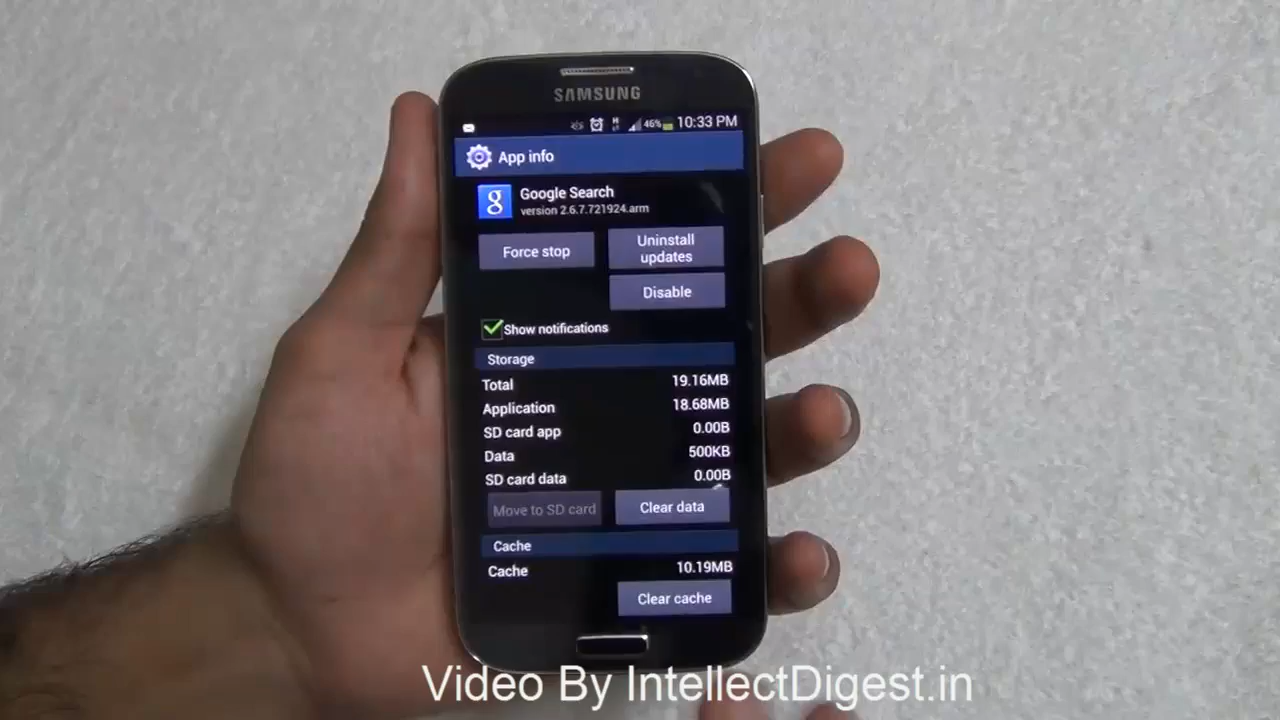 SAMSUNG
46% 10:33 PM
App info
g Google Search
version 2.6.7.721924.arm
Force stop
Uninstall
updates
Disable
Show notifications
Storage
Total 19.16MB
Application 18.68MB
SD card app 0.00B
Data 500KB
SD card data 0.00B
Move to SD card Clear data
Cache
Cache 10.19MB
Clear cache
Video By IntellectDigest.in